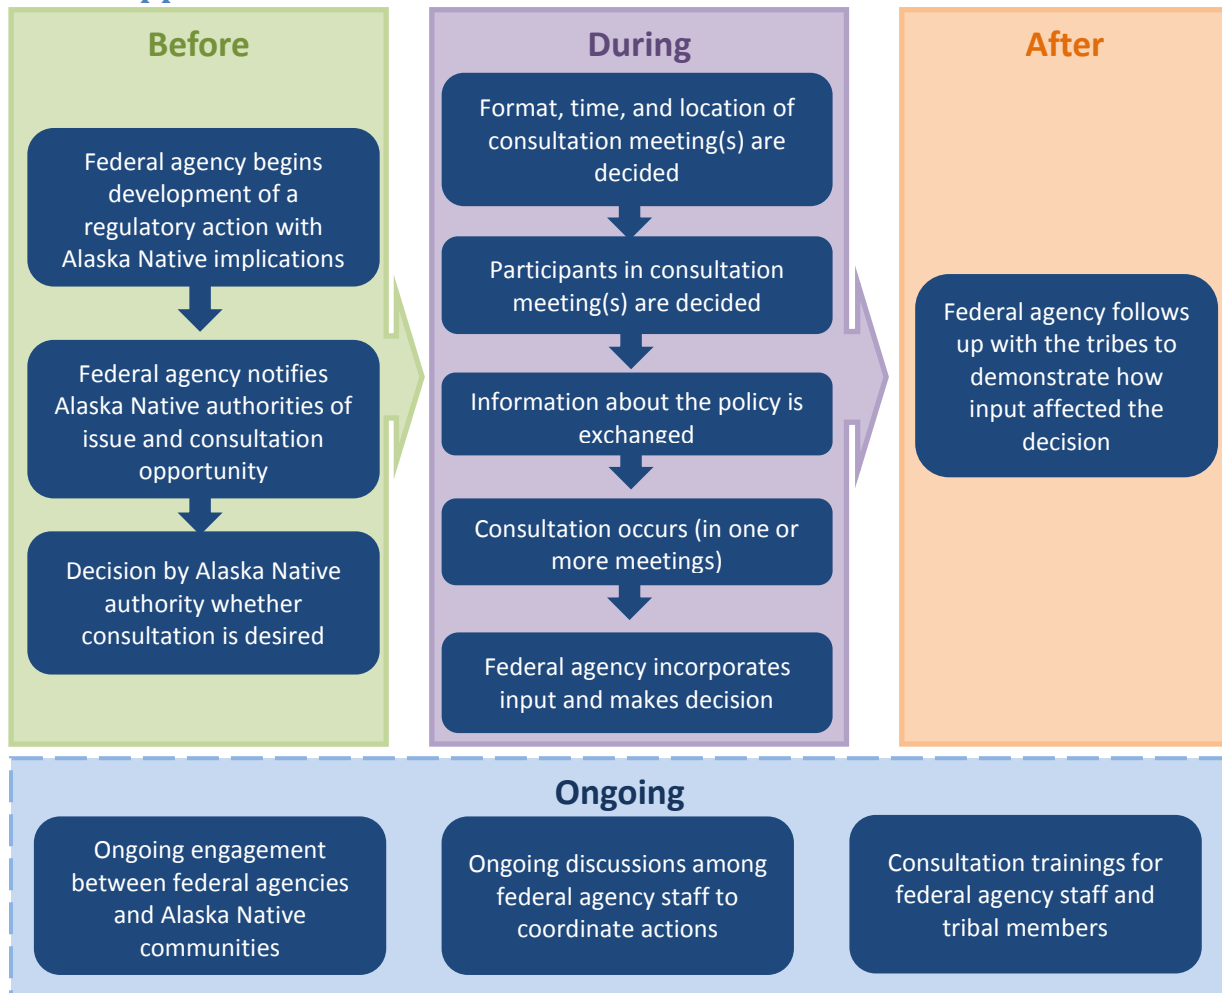 Before
Federal agency begins
development of a
regulatory action with
Alaska Native implications
Federal agency notifies
Alaska Native authorities of
issue and consultation
opportunity
Decision by Alaska Native
authority whether
consultation is desired
During
Format, time, and location of
consultation meeting(s) are
decided
Participants in consultation
meeting(s) are decided
Information about the policy is
exchanged
Consultation occurs (in one or
more meetings)
Federal agency incorporates
input and makes decision
After
Federal agency follows
up with the tribes to
demonstrate how
input affected the
decision
Ongoing
Ongoing engagement
between federal agencies
and Alaska Native
communities
Ongoing discussions among
federal agency staff to
coordinate actions
Consultation trainings for
federal agency staff and
tribal members